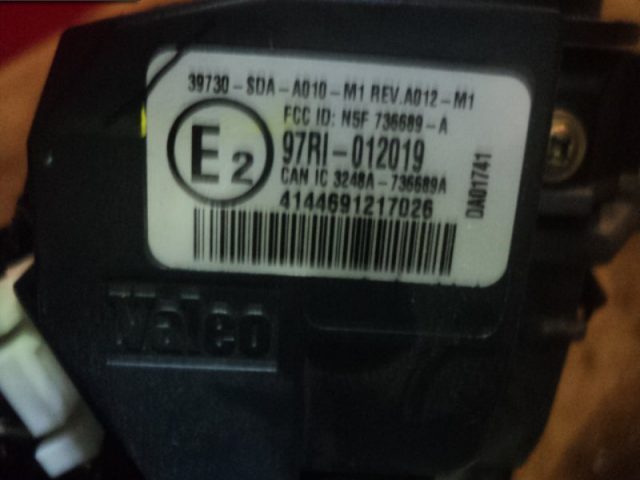 39730-SDA-A010-M1 REV.A012-M1
FCC ID: N5F 736689-A
E2
97RI-012019
CAN IC 3248A-736689A
4144691217026
DA01741
Valeo